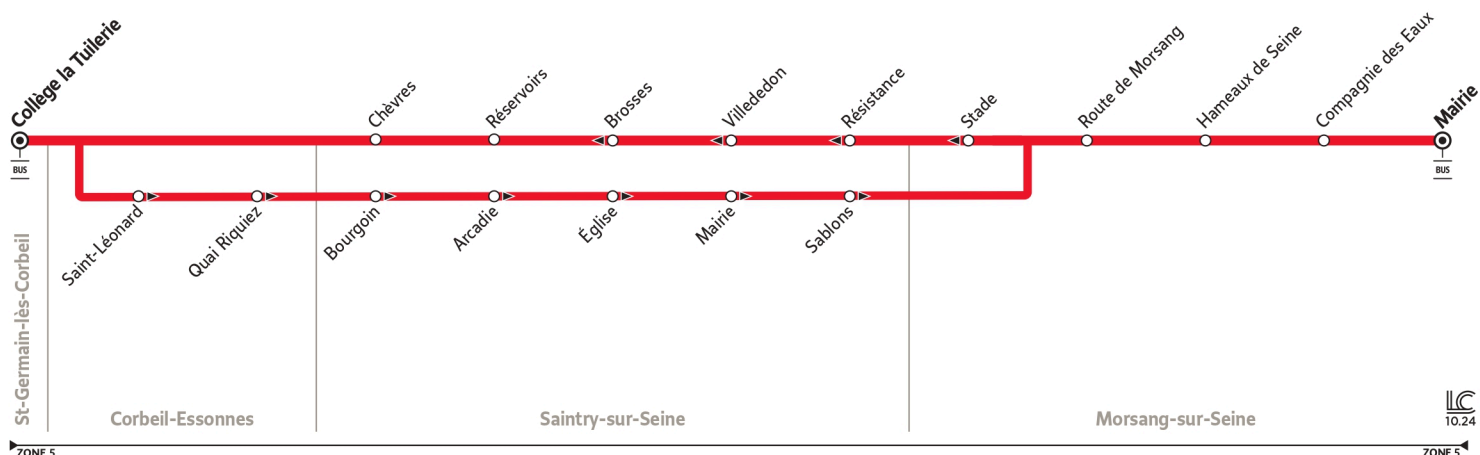 Collège la Tuilerie
Chèvres
Réservoirs
Brosses
Villededon
Résistance
Stade
Route de Morsang
Hameaux de Seine
Compagnie des Eaux
Mairie
BUS
BUS
Saint-Léonard
Quai Riquiez
Bourgoin
Arcadie
Église
Mairie
Sablons
St-Germain-lès-Corbeil
Corbeil-Essonnes
Saintry-sur-Seine
Morsang-sur-Seine
LC
10.24
ZONE 5
ZONE 5